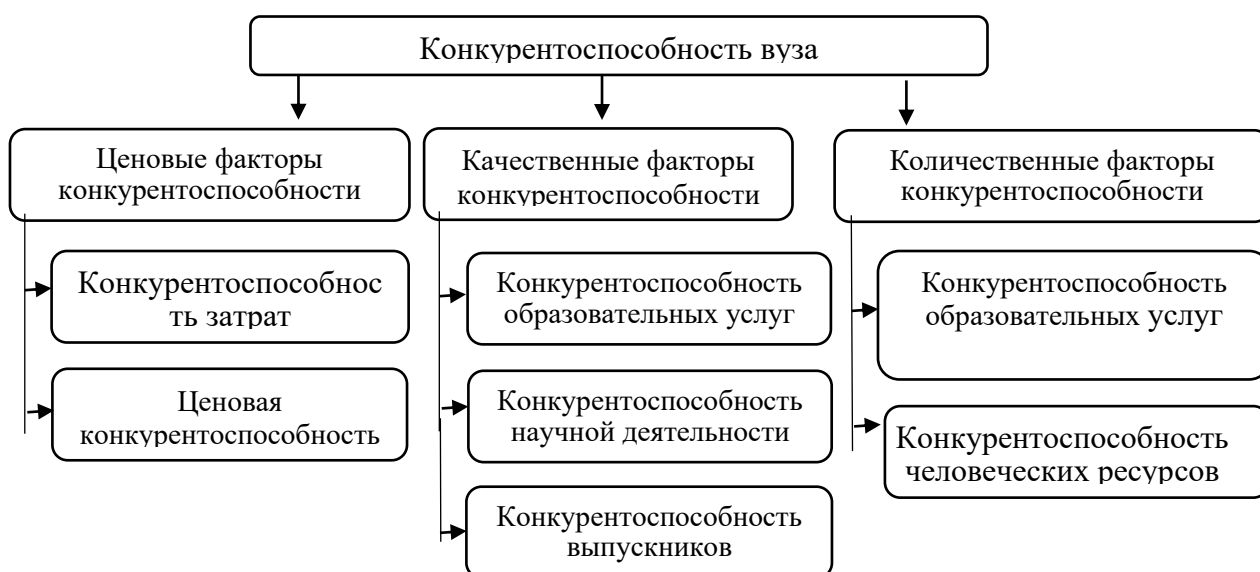 Конкурентоспособность вуза
Ценовые факторы
конкурентоспособности
Качественные факторы
конкурентоспособности
Количественные факторы
конкурентоспособности
Конкурентоспособнос
ть затрат
Ценовая
конкурентоспособность
Конкурентоспособность
образовательных услуг
Конкурентоспособность
научной деятельности
Конкурентоспособность
выпускников
Конкурентоспособность
образовательных услуг
Конкурентоспособность
человеческих ресурсов